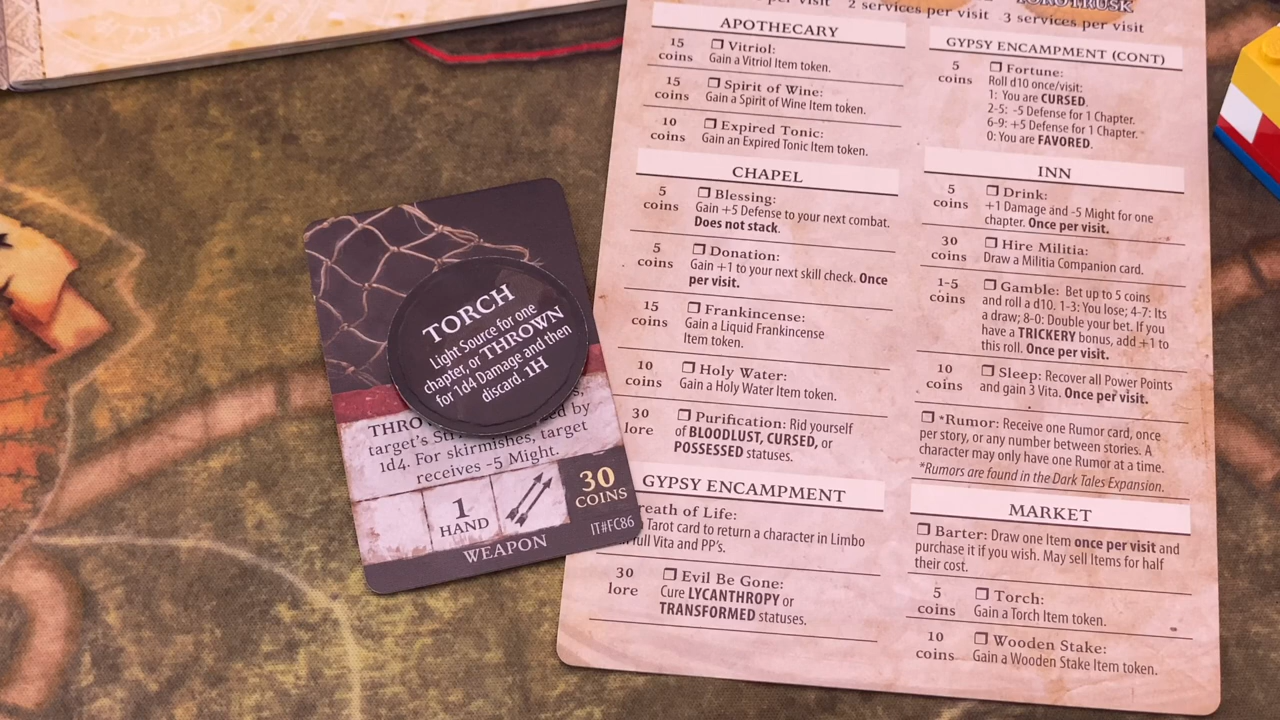 per visit 2 services per visit 3 services per visit
APOTHECARY
15 coins ❒ Vitriol:
Gain a Vitriol Item token.
15 coins ❒ Spirit of Wine:
Gain a Spirit of Wine Item token.
10 coins ❒ Expired Tonic:
Gain an Expired Tonic Item token.
CHAPEL
5 coins ❒ Blessing:
Gain +5 Defense to your next combat.
Does not stack.
5 coins ❒ Donation:
Gain +1 to your next skill check. Once
per visit.
15 coins ❒ Frankincense:
Gain a Liquid Frankincense
Item token.
10 coins ❒ Holy Water:
Gain a Holy Water Item token.
30 lore ❒ Purification: Rid yourself
of BLOODLUST, CURSED, or
POSSESSED statuses.
GYPSY ENCAMPMENT
reath of Life:
Tarot card to return a character in Limbo
full Vita and PP's.
30 lore ❒ Evil Be Gone:
Cure LYCANTHROPY or
TRANSFORMED statuses.
GYPSY ENCAMPMENT (CONT)
5 coins ❒ Fortune:
Roll d10 once/visit:
1: You are CURSED.
2-5: -5 Defense for 1 Chapter.
6-9: +5 Defense for 1 Chapter.
0: You are FAVORED.
INN
5 coins ❒ Drink:
+1 Damage and -5 Might for one
chapter. Once per visit.
30 coins ❒ Hire Militia:
Draw a Militia Companion card.
1-5 coins ❒ Gamble: Bet up to 5 coins
and roll a d10. 1-3: You lose; 4-7: Its
a draw; 8-0: Double your bet. If you
have a TRICKERY bonus, add +1 to
this roll. Once per visit.
10 coins ❒ Sleep: Recover all Power Points
and gain 3 Vita. Once per visit.
❒ *Rumor: Receive one Rumor card, once
per story, or any number between stories. A
character may only have one Rumor at a time.
*Rumors are found in the Dark Tales Expansion.
MARKET
❒ Barter: Draw one Item once per visit and
purchase it if you wish. May sell Items for half
their cost.
5 coins ❒ Torch:
Gain a Torch Item token.
10 coins ❒ Wooden Stake:
Gain a Wooden Stake Item token.
TORCH
Light Source for one
chapter, or THROWN
for 1d4 Damage and then
discard. 1H
THRO
target's Str ed by
1d4. For skirmishes, target
receives -5 Might.
1 HAND
30 COINS
WEAPON
IT#FC86